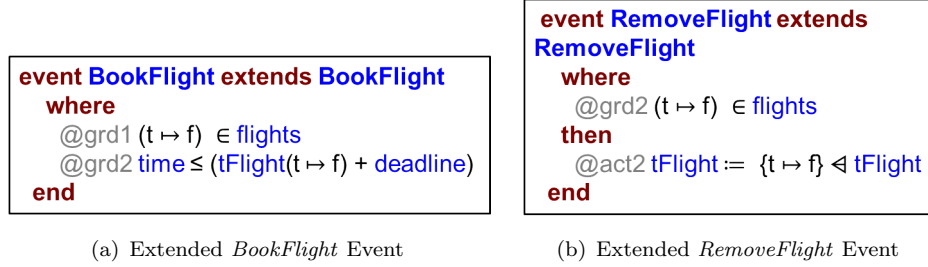 event BookFlight extends BookFlight
where
@grd1 (t ↦ f) ∈ flights
@grd2 time ≤ (tFlight(t ↦ f) + deadline)
end
(a) Extended BookFlight Event
event RemoveFlight extends
RemoveFlight
where
@grd2 (t ↦ f) ∈ flights
then
@act2 tFlight ≔ {t ↦ f} ⩤ tFlight
end
(b) Extended RemoveFlight Event